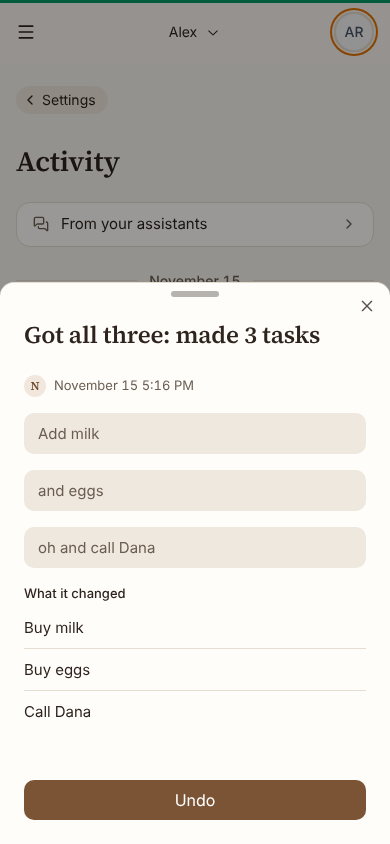 Alex
AR
Settings
Activity
From your assistants
November 15
Got all three: made 3 tasks
N
November 15 5:16 PM
Add milk
and eggs
oh and call Dana
What it changed
Buy milk
Buy eggs
Call Dana
Undo